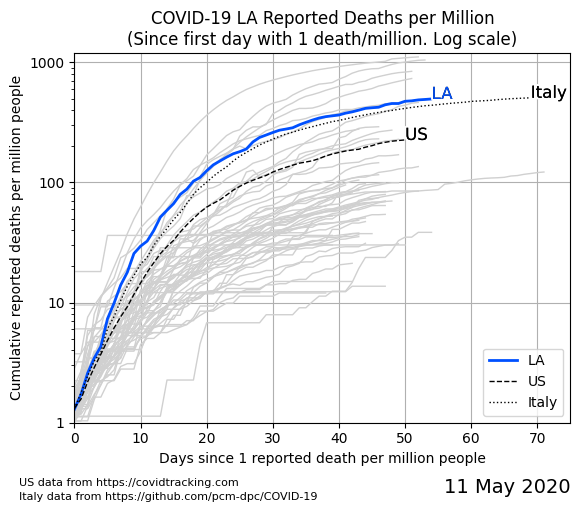 COVID-19 LA Reported Deaths per Million
(Since first day with 1 death/million. Log scale)
Cumulative reported deaths per million people
1000
100
10
1
LA
Italy
US
LA
US
Italy
0 10 20 30 40 50 60 70
Days since 1 reported death per million people
US data from https://covidtracking.com
Italy data from https://github.com/pcm-dpc/COVID-19
11 May 2020